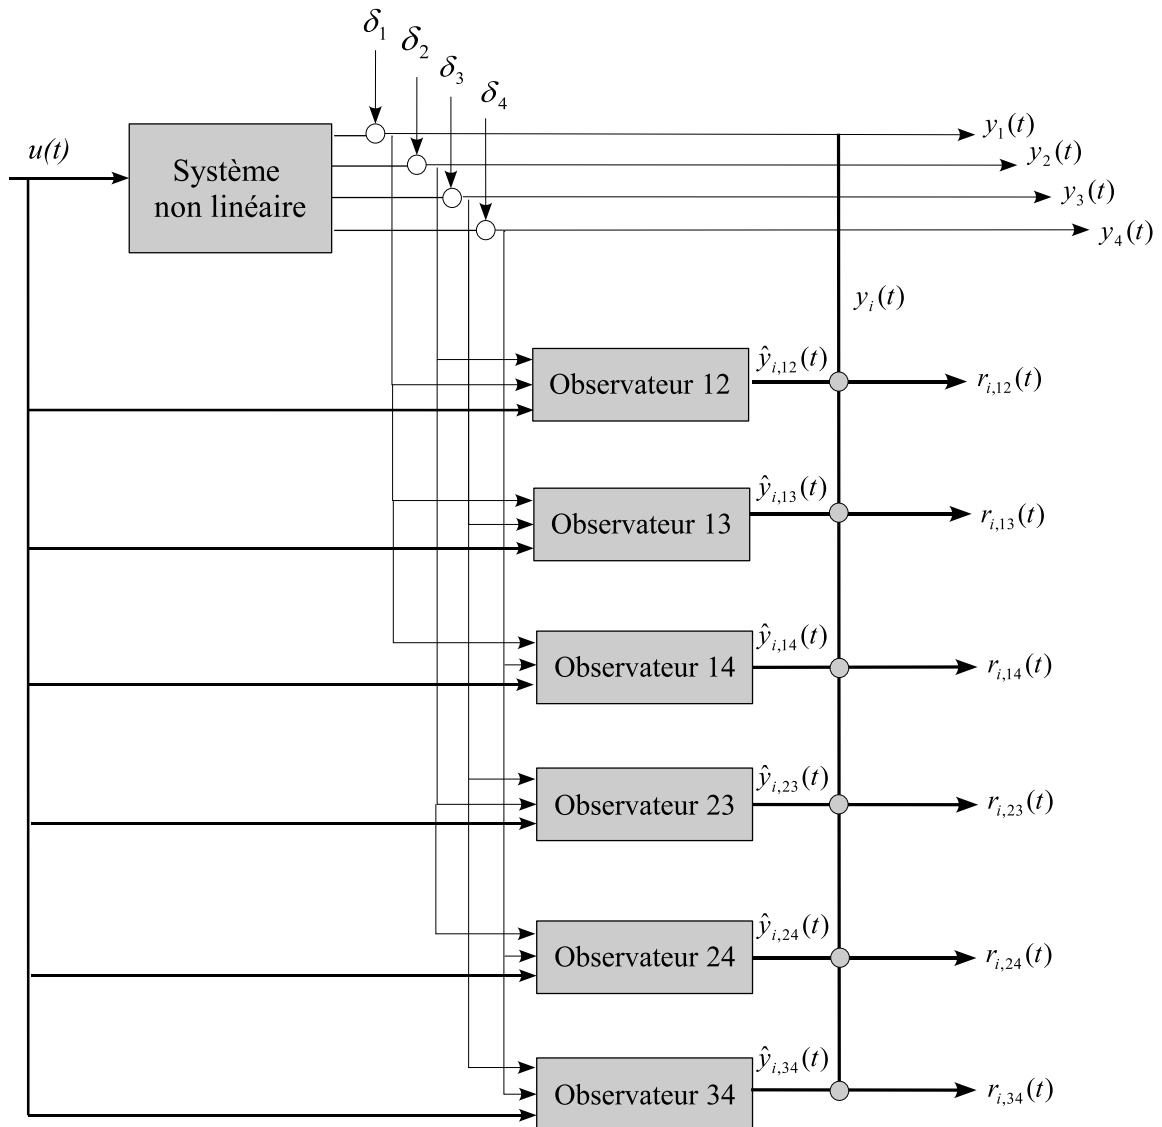 δ₁
δ₂
δ₃
δ₄
u(t)
Système
non linéaire
y₁(t)
y₂(t)
y₃(t)
y₄(t)
yᵢ(t)
Observateur 12
ŷᵢ,₁₂(t)
rᵢ,₁₂(t)
Observateur 13
ŷᵢ,₁₃(t)
rᵢ,₁₃(t)
Observateur 14
ŷᵢ,₁₄(t)
rᵢ,₁₄(t)
Observateur 23
ŷᵢ,₂₃(t)
rᵢ,₂₃(t)
Observateur 24
ŷᵢ,₂₄(t)
rᵢ,₂₄(t)
Observateur 34
ŷᵢ,₃₄(t)
rᵢ,₃₄(t)